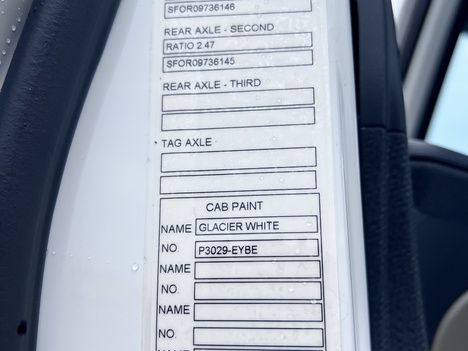 SFOR09736146
REAR AXLE - SECOND
RATIO 2.47
SFOR09736145
REAR AXLE - THIRD
TAG AXLE
CAB PAINT
NAME GLACIER WHITE
NO. P3029-EYBE
NAME
NO.
NAME
NO.
NAME